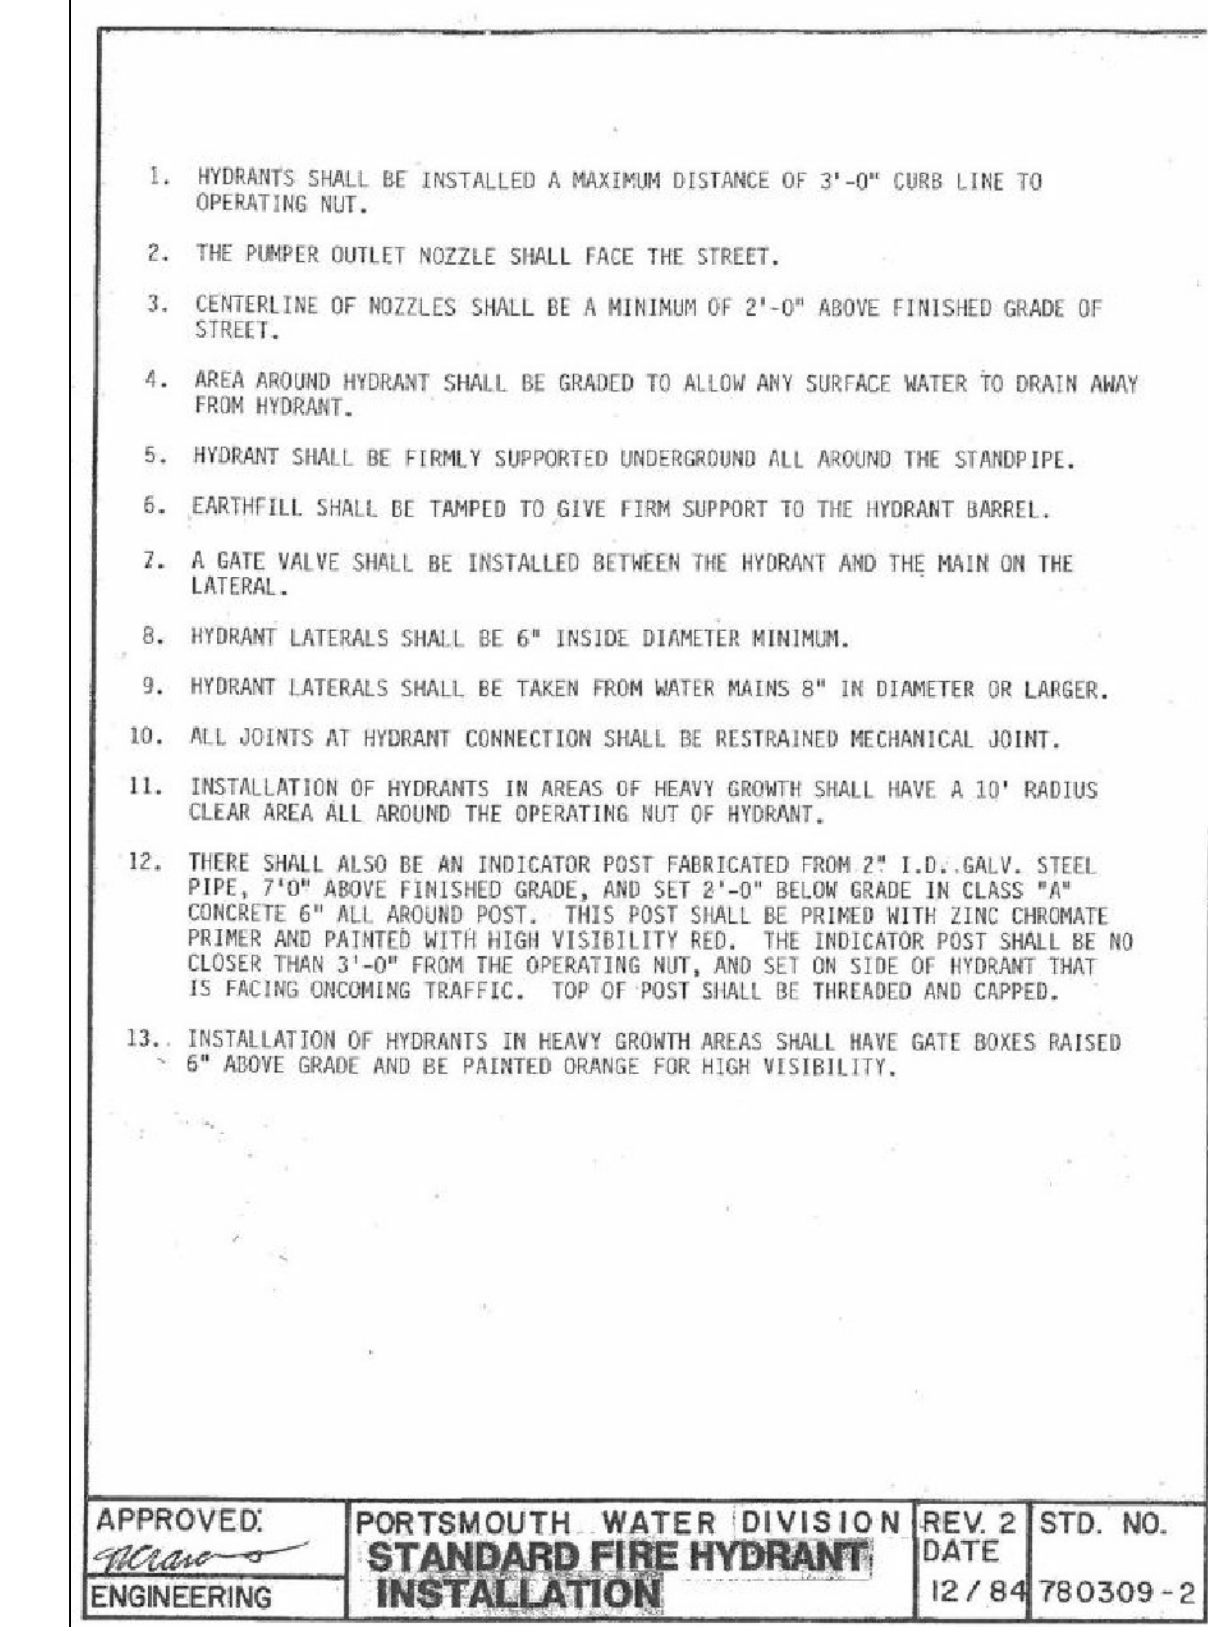 1. HYDRANTS SHALL BE INSTALLED A MAXIMUM DISTANCE OF 3'-0" CURB LINE TO
OPERATING NUT.
2. THE PUMPER OUTLET NOZZLE SHALL FACE THE STREET.
3. CENTERLINE OF NOZZLES SHALL BE A MINIMUM OF 2'-0" ABOVE FINISHED GRADE OF
STREET.
4. AREA AROUND HYDRANT SHALL BE GRADED TO ALLOW ANY SURFACE WATER TO DRAIN AWAY
FROM HYDRANT.
5. HYDRANT SHALL BE FIRMLY SUPPORTED UNDERGROUND ALL AROUND THE STANDPIPE.
6. EARTHFILL SHALL BE TAMPED TO GIVE FIRM SUPPORT TO THE HYDRANT BARREL.
7. A GATE VALVE SHALL BE INSTALLED BETWEEN THE HYDRANT AND THE MAIN ON THE
LATERAL.
8. HYDRANT LATERALS SHALL BE 6" INSIDE DIAMETER MINIMUM.
9. HYDRANT LATERALS SHALL BE TAKEN FROM WATER MAINS 8" IN DIAMETER OR LARGER.
10. ALL JOINTS AT HYDRANT CONNECTION SHALL BE RESTRAINED MECHANICAL JOINT.
11. INSTALLATION OF HYDRANTS IN AREAS OF HEAVY GROWTH SHALL HAVE A 10' RADIUS
CLEAR AREA ALL AROUND THE OPERATING NUT OF HYDRANT.
12. THERE SHALL ALSO BE AN INDICATOR POST FABRICATED FROM 2" I.D. GALV. STEEL
PIPE, 7'0" ABOVE FINISHED GRADE, AND SET 2'-0" BELOW GRADE IN CLASS "A"
CONCRETE 6" ALL AROUND POST. THIS POST SHALL BE PRIMED WITH ZINC CHROMATE
PRIMER AND PAINTED WITH HIGH VISIBILITY RED. THE INDICATOR POST SHALL BE NO
CLOSER THAN 3'-0" FROM THE OPERATING NUT, AND SET ON SIDE OF HYDRANT THAT
IS FACING ONCOMING TRAFFIC. TOP OF POST SHALL BE THREADED AND CAPPED.
13. INSTALLATION OF HYDRANTS IN HEAVY GROWTH AREAS SHALL HAVE GATE BOXES RAISED
6" ABOVE GRADE AND BE PAINTED ORANGE FOR HIGH VISIBILITY.
APPROVED:
ENGINEERING
PORTSMOUTH WATER DIVISION
STANDARD FIRE HYDRANT
INSTALLATION
REV. 2
DATE
12/84
STD. NO.
780309-2